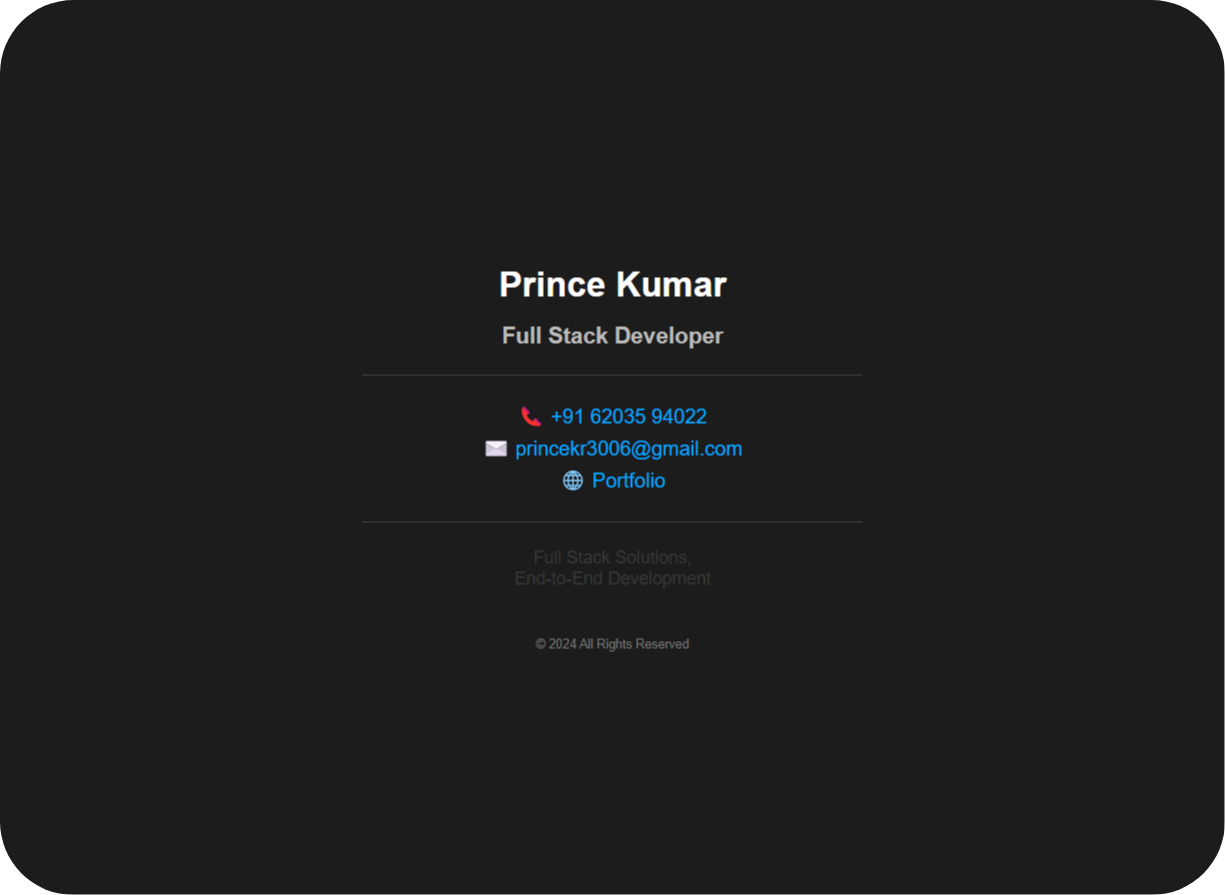 Prince Kumar
Full Stack Developer
+91 62035 94022
princekr3006@gmail.com
Portfolio
Full Stack Solutions,
End-to-End Development
© 2024 All Rights Reserved